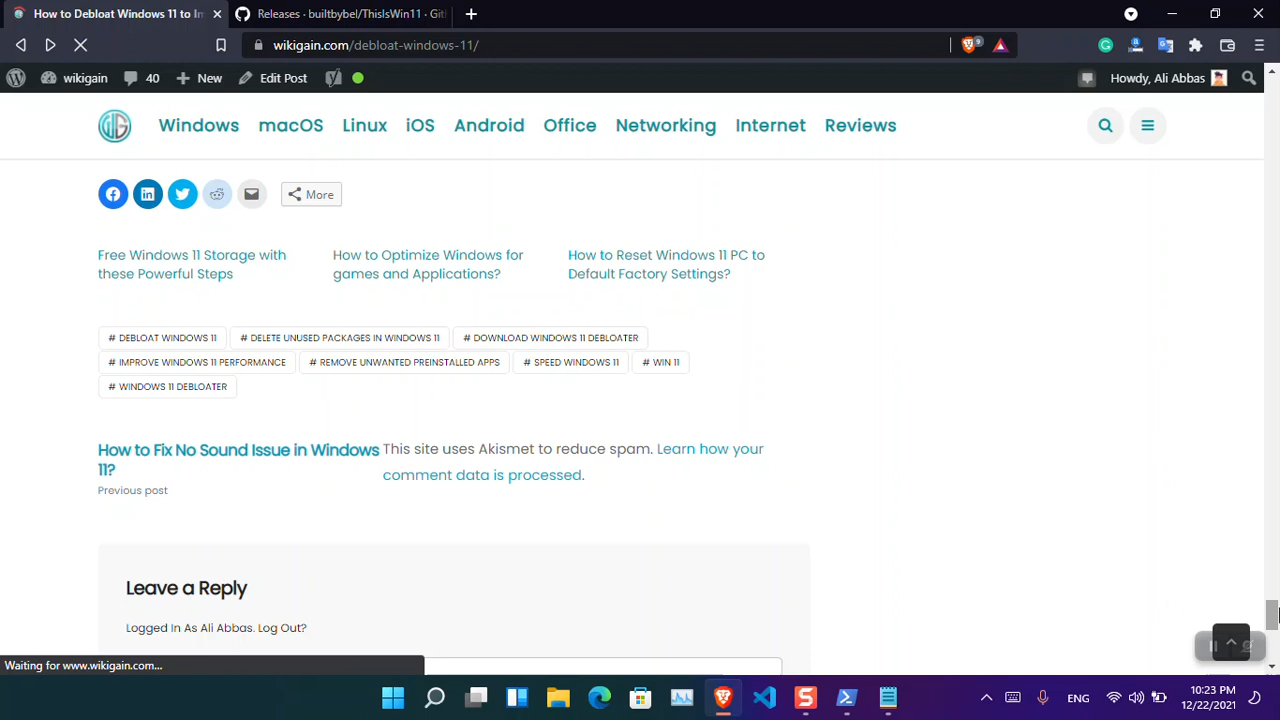 How to Debloat Windows 11 to Im
Releases · builtbybel/ThisIsWin11 · Git
wikigain.com/debloat-windows-11/
9
wikigain
40
New
Edit Post
Howdy, Ali Abbas
Windows
macOS
Linux
iOS
Android
Office
Networking
Internet
Reviews
More
Free Windows 11 Storage with
these Powerful Steps
How to Optimize Windows for
games and Applications?
How to Reset Windows 11 PC to
Default Factory Settings?
# DEBLOAT WINDOWS 11
# DELETE UNUSED PACKAGES IN WINDOWS 11
# DOWNLOAD WINDOWS 11 DEBLOATER
# IMPROVE WINDOWS 11 PERFORMANCE
# REMOVE UNWANTED PREINSTALLED APPS
# SPEED WINDOWS 11
# WIN 11
# WINDOWS 11 DEBLOATER
How to Fix No Sound Issue in Windows
11?
Previous post
This site uses Akismet to reduce spam. Learn how your
comment data is processed.
Leave a Reply
Logged In As Ali Abbas. Log Out?
Waiting for www.wikigain.com...
ENG
10:23 PM
12/22/2021